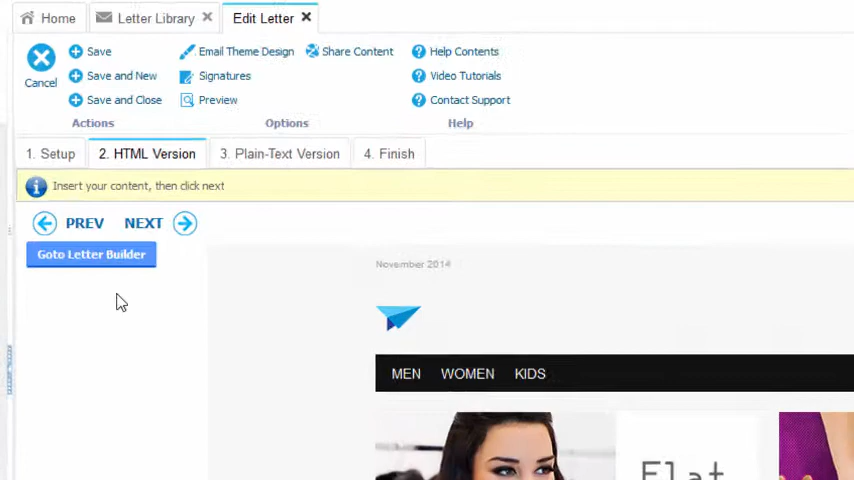 Home
Letter Library
Edit Letter
Cancel
Save
Save and New
Save and Close
Actions
Email Theme Design
Signatures
Preview
Share Content
Options
Help Contents
Video Tutorials
Contact Support
Help
1. Setup
2. HTML Version
3. Plain-Text Version
4. Finish
Insert your content, then click next
PREV NEXT
Goto Letter Builder
November 2014
MEN WOMEN KIDS
Flat